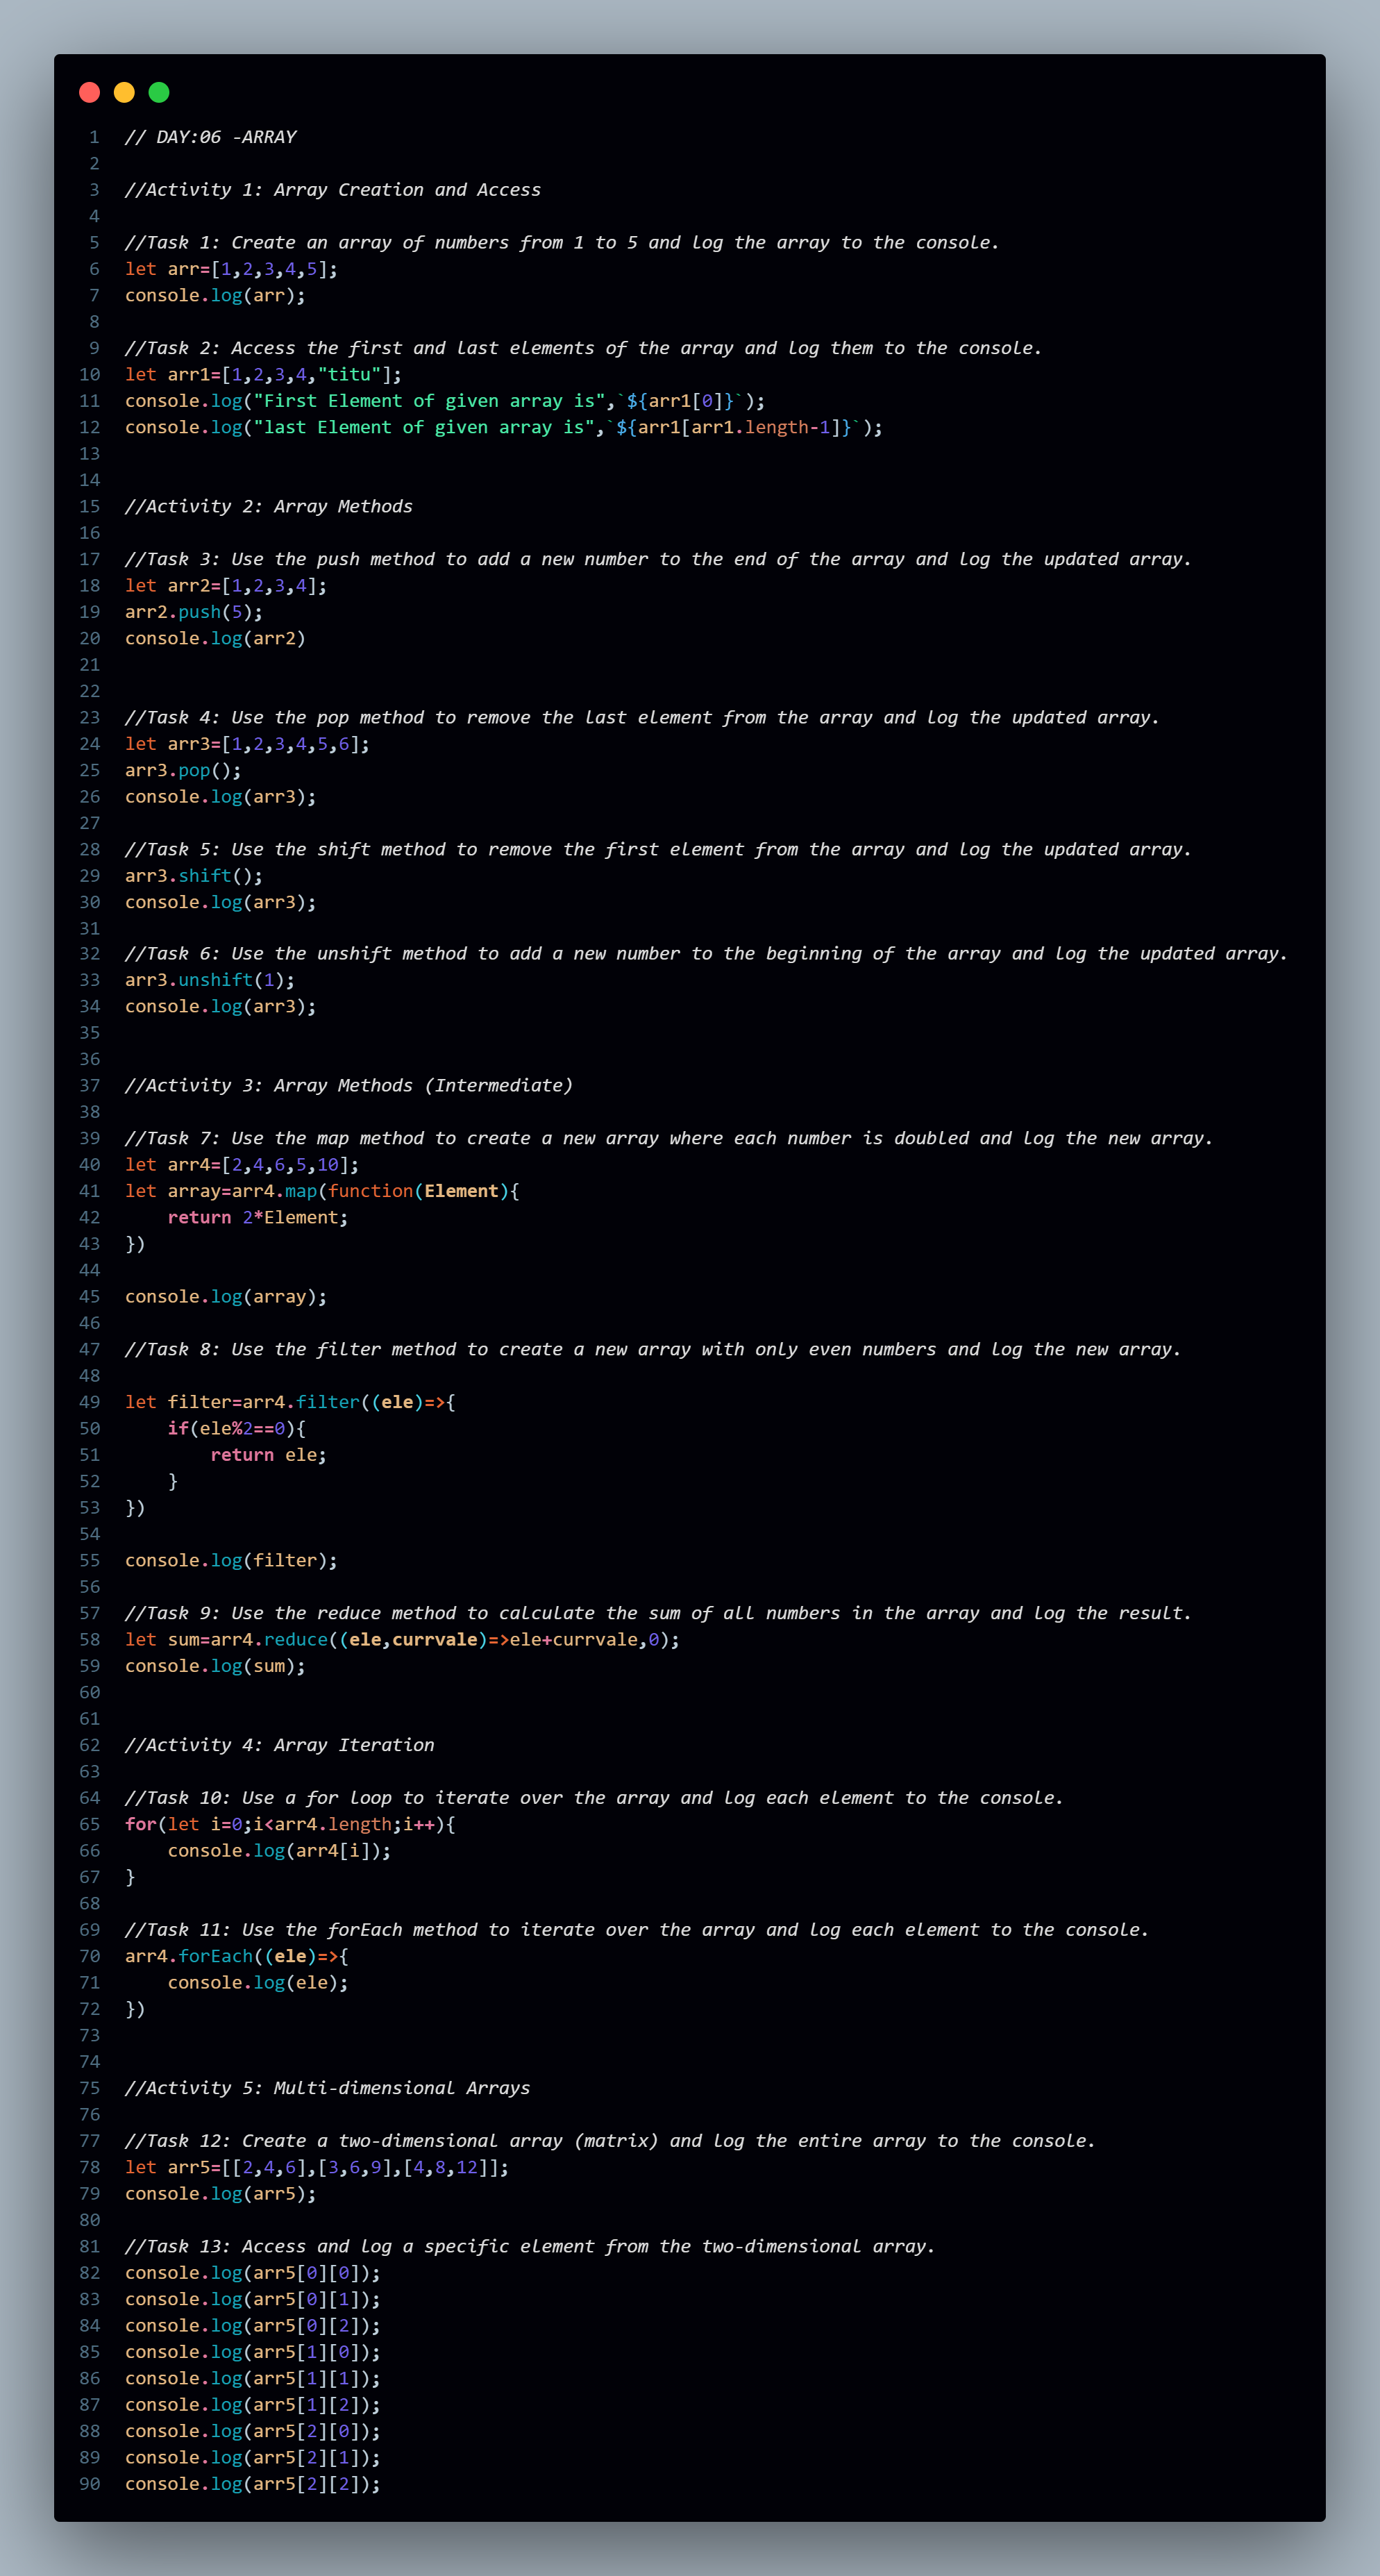 1 // DAY:06 -ARRAY
2
3 //Activity 1: Array Creation and Access
4
5 //Task 1: Create an array of numbers from 1 to 5 and log the array to the console.
6 let arr=[1,2,3,4,5];
7 console.log(arr);
8
9 //Task 2: Access the first and last elements of the array and log them to the console.
10 let arr1=[1,2,3,4,"titu"];
11 console.log("First Element of given array is",`${arr1[0]}`);
12 console.log("last Element of given array is",`${arr1[arr1.length-1]}`);
13
14
15 //Activity 2: Array Methods
16
17 //Task 3: Use the push method to add a new number to the end of the array and log the updated array.
18 let arr2=[1,2,3,4];
19 arr2.push(5);
20 console.log(arr2)
21
22
23 //Task 4: Use the pop method to remove the last element from the array and log the updated array.
24 let arr3=[1,2,3,4,5,6];
25 arr3.pop();
26 console.log(arr3);
27
28 //Task 5: Use the shift method to remove the first element from the array and log the updated array.
29 arr3.shift();
30 console.log(arr3);
31
32 //Task 6: Use the unshift method to add a new number to the beginning of the array and log the updated array.
33 arr3.unshift(1);
34 console.log(arr3);
35
36
37 //Activity 3: Array Methods (Intermediate)
38
39 //Task 7: Use the map method to create a new array where each number is doubled and log the new array.
40 let arr4=[2,4,6,5,10];
41 let array=arr4.map(function(Element){
42     return 2*Element;
43 })
44
45 console.log(array);
46
47 //Task 8: Use the filter method to create a new array with only even numbers and log the new array.
48
49 let filter=arr4.filter((ele)=>{
50     if(ele%2==0){
51         return ele;
52     }
53 })
54
55 console.log(filter);
56
57 //Task 9: Use the reduce method to calculate the sum of all numbers in the array and log the result.
58 let sum=arr4.reduce((ele,currvale)=>ele+currvale,0);
59 console.log(sum);
60
61
62 //Activity 4: Array Iteration
63
64 //Task 10: Use a for loop to iterate over the array and log each element to the console.
65 for(let i=0;i<arr4.length;i++){
66     console.log(arr4[i]);
67 }
68
69 //Task 11: Use the forEach method to iterate over the array and log each element to the console.
70 arr4.forEach((ele)=>{
71     console.log(ele);
72 })
73
74
75 //Activity 5: Multi-dimensional Arrays
76
77 //Task 12: Create a two-dimensional array (matrix) and log the entire array to the console.
78 let arr5=[[2,4,6],[3,6,9],[4,8,12]];
79 console.log(arr5);
80
81 //Task 13: Access and log a specific element from the two-dimensional array.
82 console.log(arr5[0][0]);
83 console.log(arr5[0][1]);
84 console.log(arr5[0][2]);
85 console.log(arr5[1][0]);
86 console.log(arr5[1][1]);
87 console.log(arr5[1][2]);
88 console.log(arr5[2][0]);
89 console.log(arr5[2][1]);
90 console.log(arr5[2][2]);